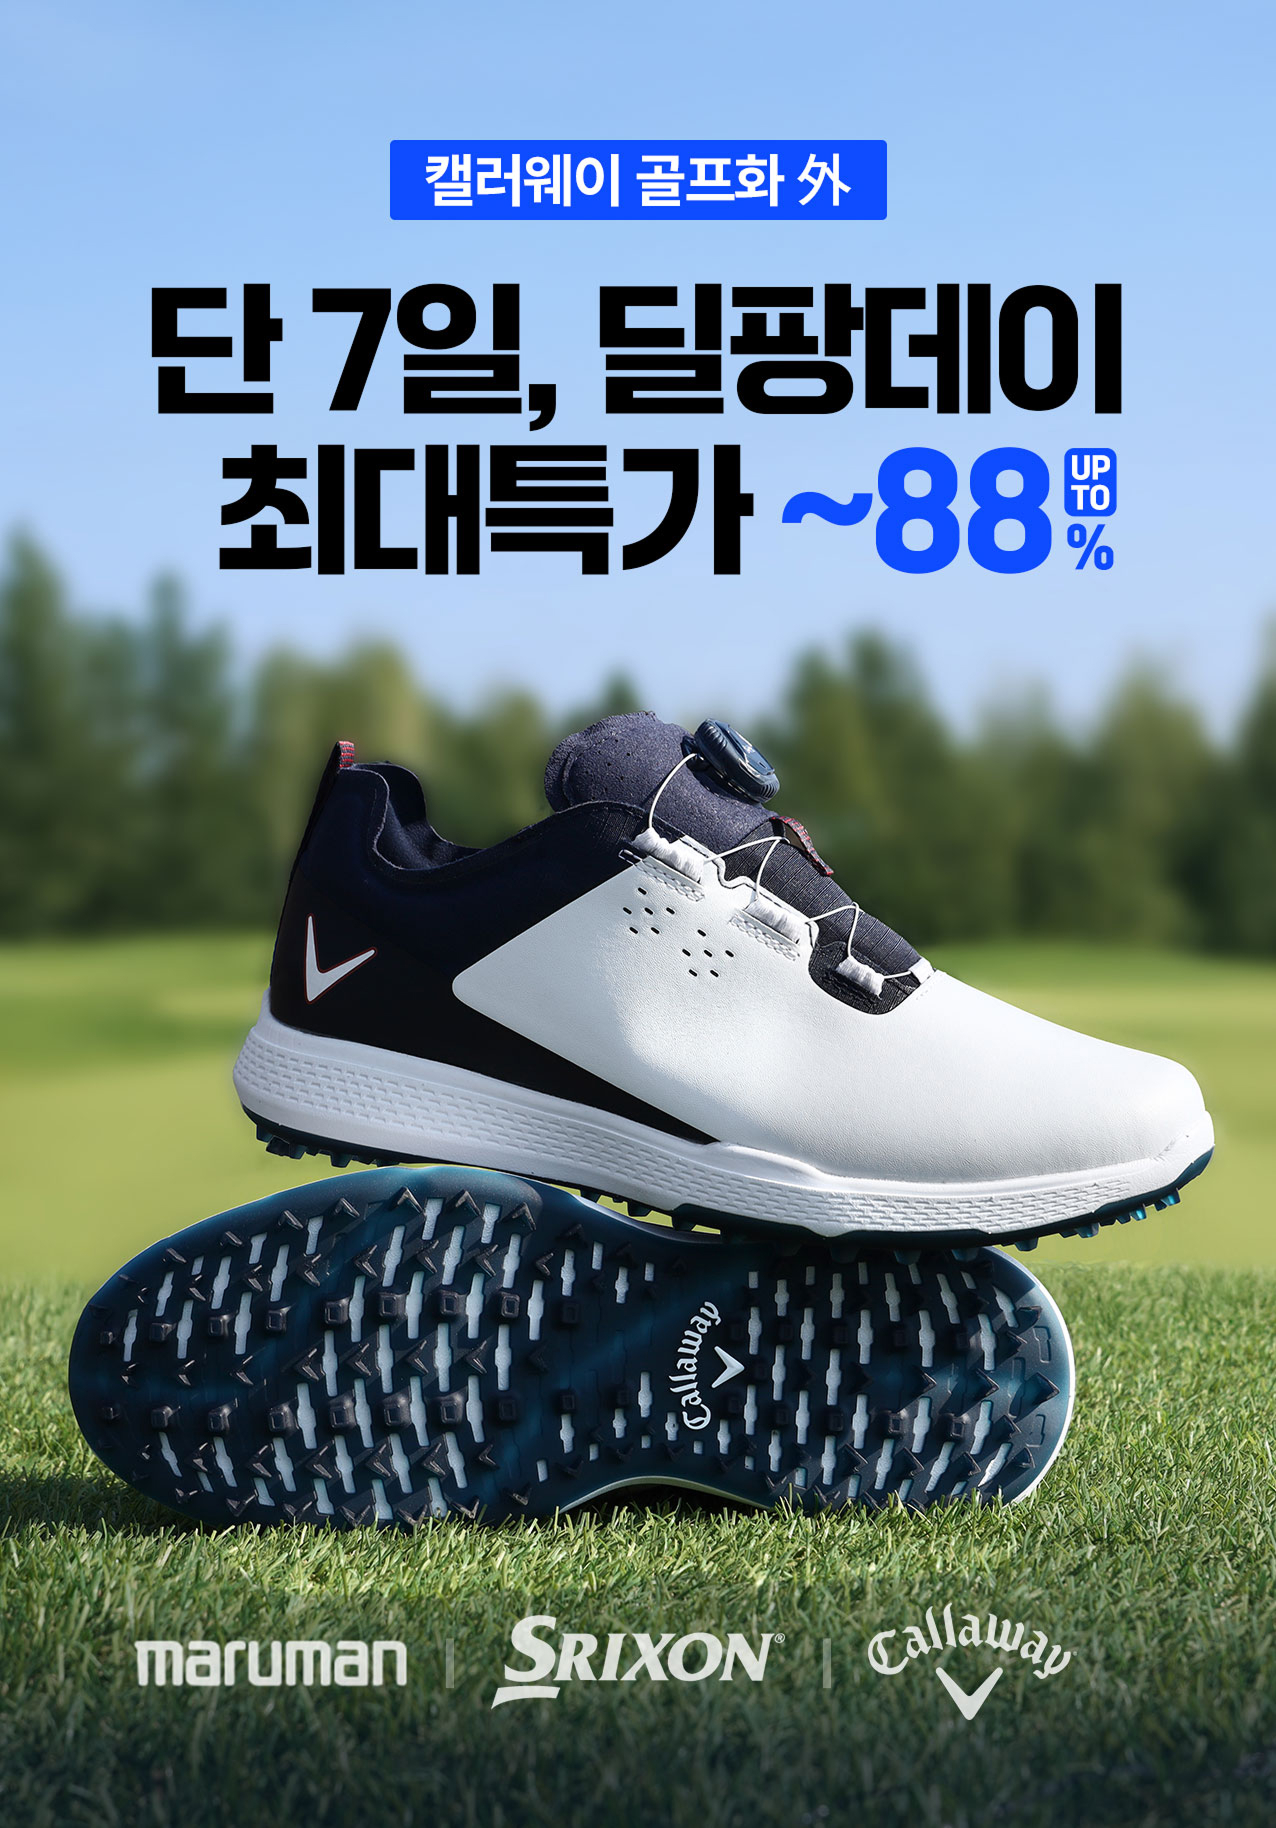 캘러웨이 골프화 外
단 7일, 딜팡데이
최대특가 ~88%
UP
TO
Callaway
maruman | SRIXON® | Callaway